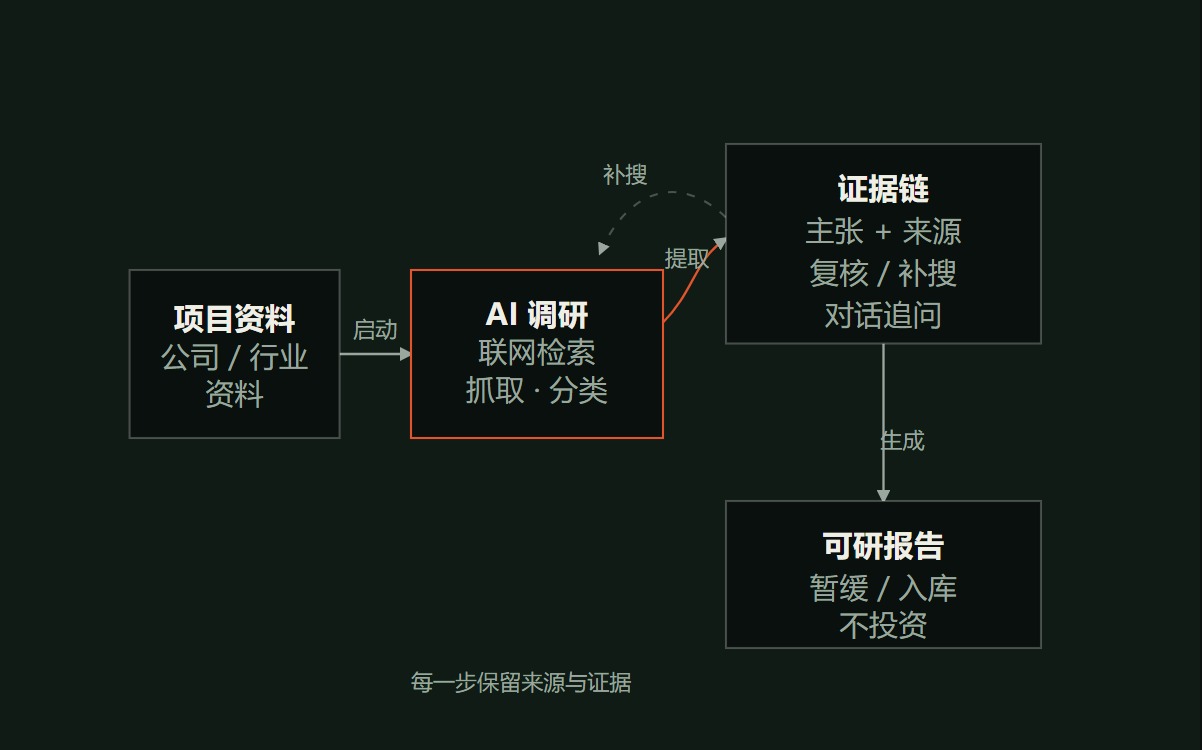 项目资料
公司 / 行业
资料
启动
AI 调研
联网检索
抓取 · 分类
补搜
提取
证据链
主张 + 来源
复核 / 补搜
对话追问
生成
可研报告
暂缓 / 入库
不投资
每一步保留来源与证据